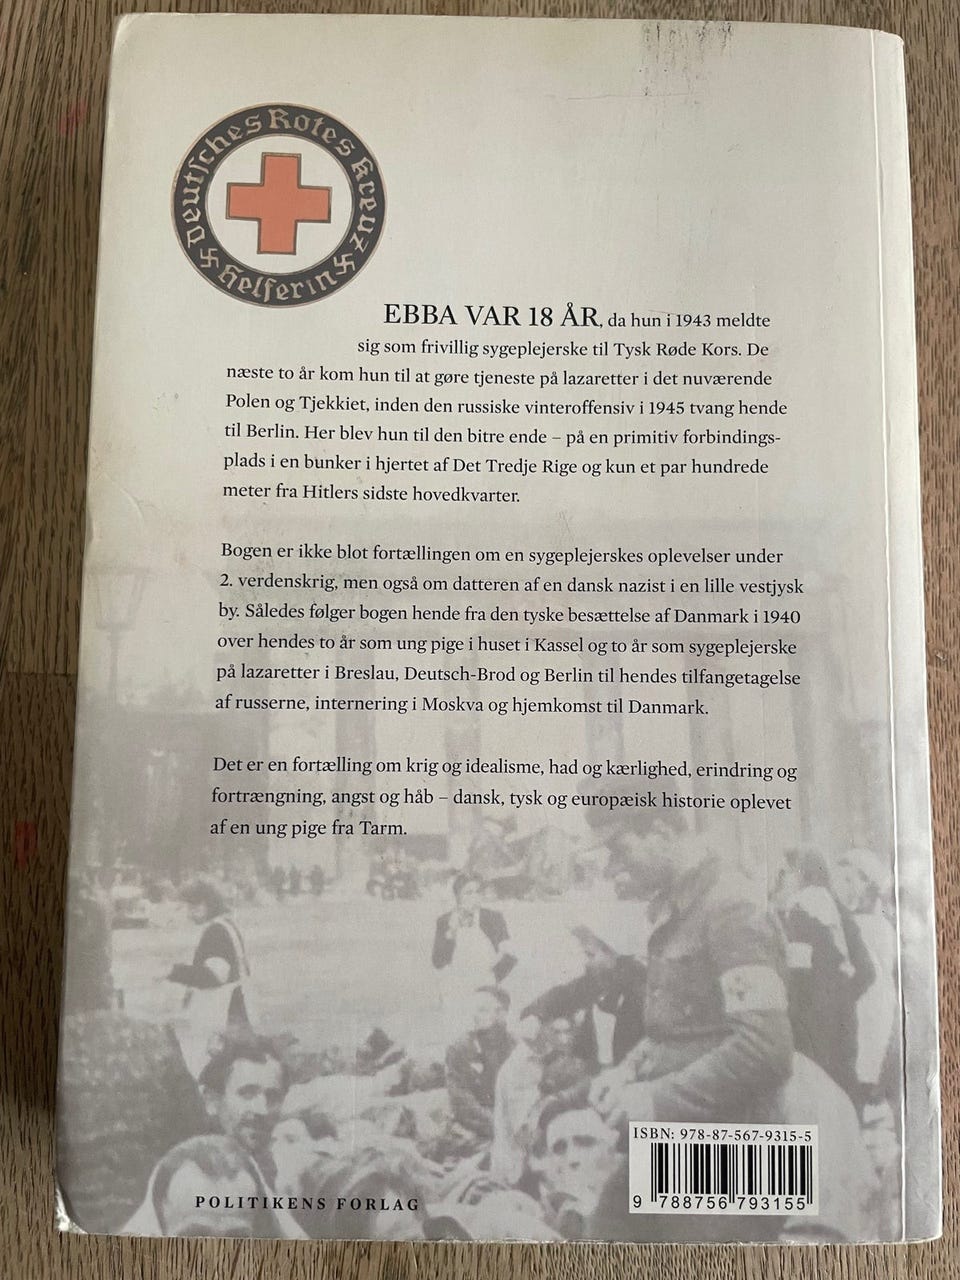 Deutsches Rotes Kreuz
Helferin
EBBA VAR 18 ÅR, da hun i 1943 meldte
sig som frivillig sygeplejerske til Tysk Røde Kors. De
næste to år kom hun til at gøre tjeneste på lazaretter i det nuværende
Polen og Tjekkiet, inden den russiske vinteroffensiv i 1945 tvang hende
til Berlin. Her blev hun til den bitre ende – på en primitiv forbindings-
plads i en bunker i hjertet af Det Tredje Rige og kun et par hundrede
meter fra Hitlers sidste hovedkvarter.
Bogen er ikke blot fortællingen om en sygeplejerskes oplevelser under
2. verdenskrig, men også om datteren af en dansk nazist i en lille vestjysk
by. Således følger bogen hende fra den tyske besættelse af Danmark i 1940
over hendes to år som ung pige i huset i Kassel og to år som sygeplejerske
på lazaretter i Breslau, Deutsch-Brod og Berlin til hendes tilfangetagelse
af russerne, internering i Moskva og hjemkomst til Danmark.
Det er en fortælling om krig og idealisme, had og kærlighed, erindring og
fortrængning, angst og håb – dansk, tysk og europæisk historie oplevet
af en ung pige fra Tarm.
ISBN: 978-87-567-9315-5
9 788756 793155
POLITIKENS FORLAG